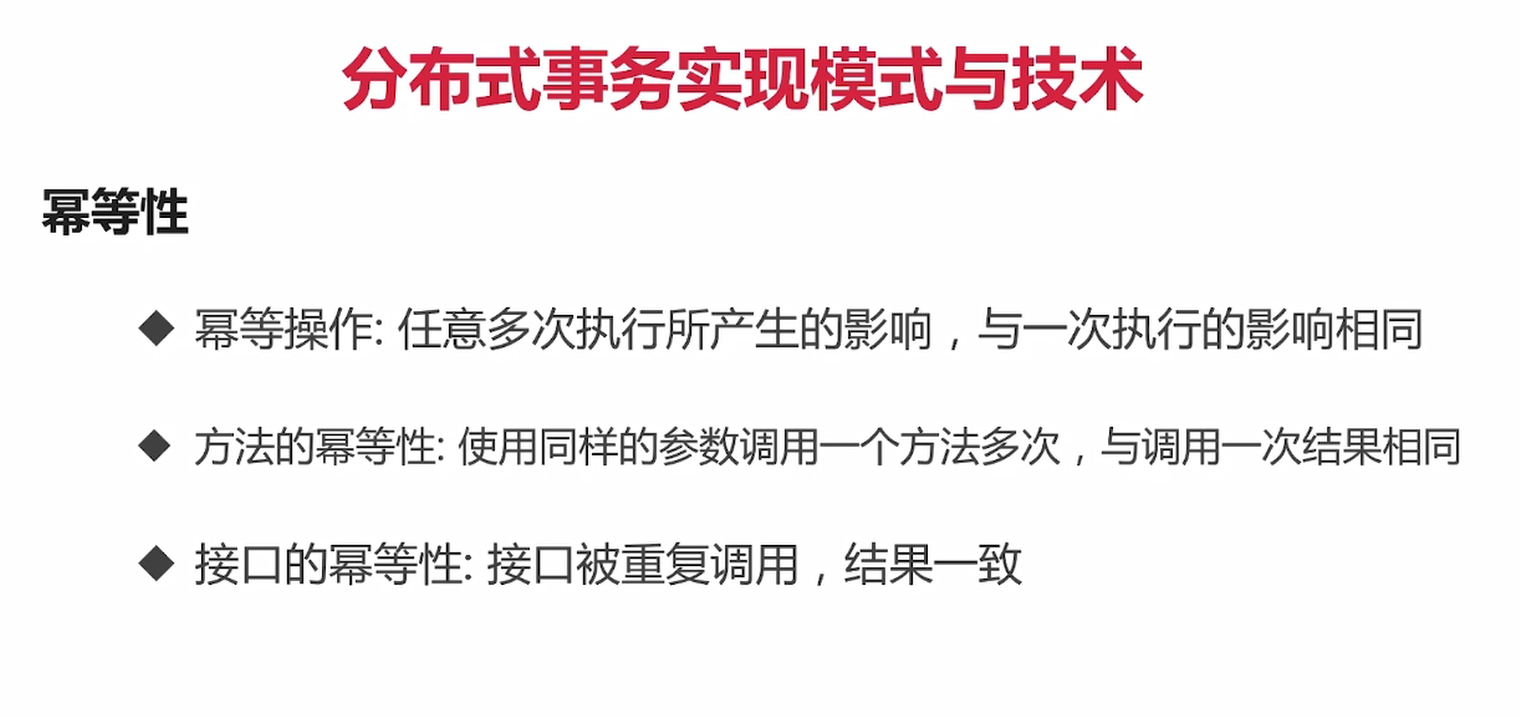 分布式事务实现模式与技术
幂等性
◆ 幂等操作: 任意多次执行所产生的影响，与一次执行的影响相同
◆ 方法的幂等性: 使用同样的参数调用一个方法多次，与调用一次结果相同
◆ 接口的幂等性: 接口被重复调用，结果一致